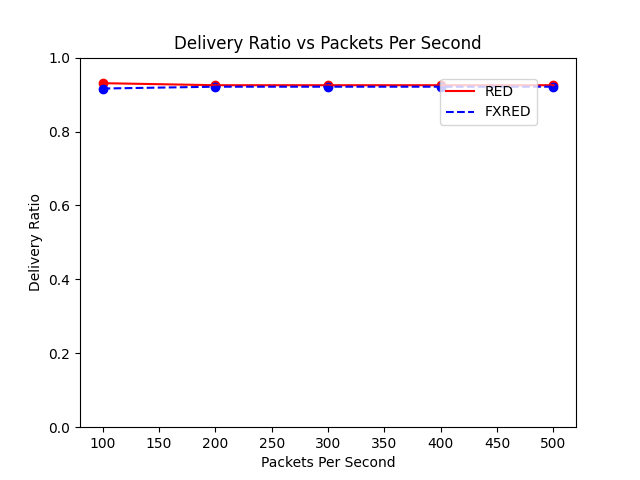 Delivery Ratio vs Packets Per Second
1.0
0.8
0.6
0.4
0.2
0.0
Delivery Ratio
RED
FXRED
100 150 200 250 300 350 400 450 500
Packets Per Second